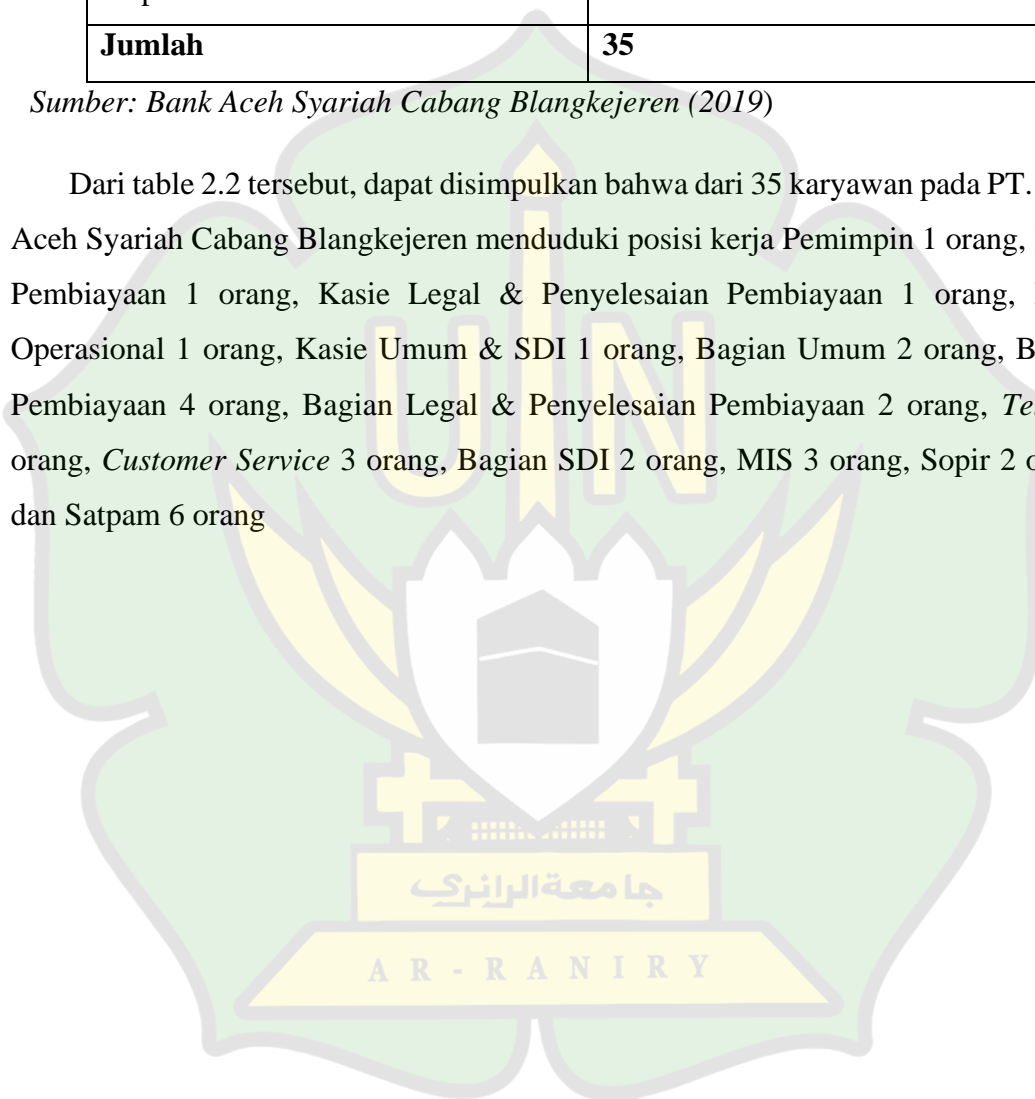 Jumlah 35
Sumber: Bank Aceh Syariah Cabang Blangkejeren (2019)
Dari table 2.2 tersebut, dapat disimpulkan bahwa dari 35 karyawan pada PT.
Aceh Syariah Cabang Blangkejeren menduduki posisi kerja Pemimpin 1 orang,
Pembiayaan 1 orang, Kasie Legal & Penyelesaian Pembiayaan 1 orang,
Operasional 1 orang, Kasie Umum & SDI 1 orang, Bagian Umum 2 orang,
Pembiayaan 4 orang, Bagian Legal & Penyelesaian Pembiayaan 2 orang,
orang, Customer Service 3 orang, Bagian SDI 2 orang, MIS 3 orang, Sopir 2
dan Satpam 6 orang
UIN
جامعة الرانري
AR-RANIRY